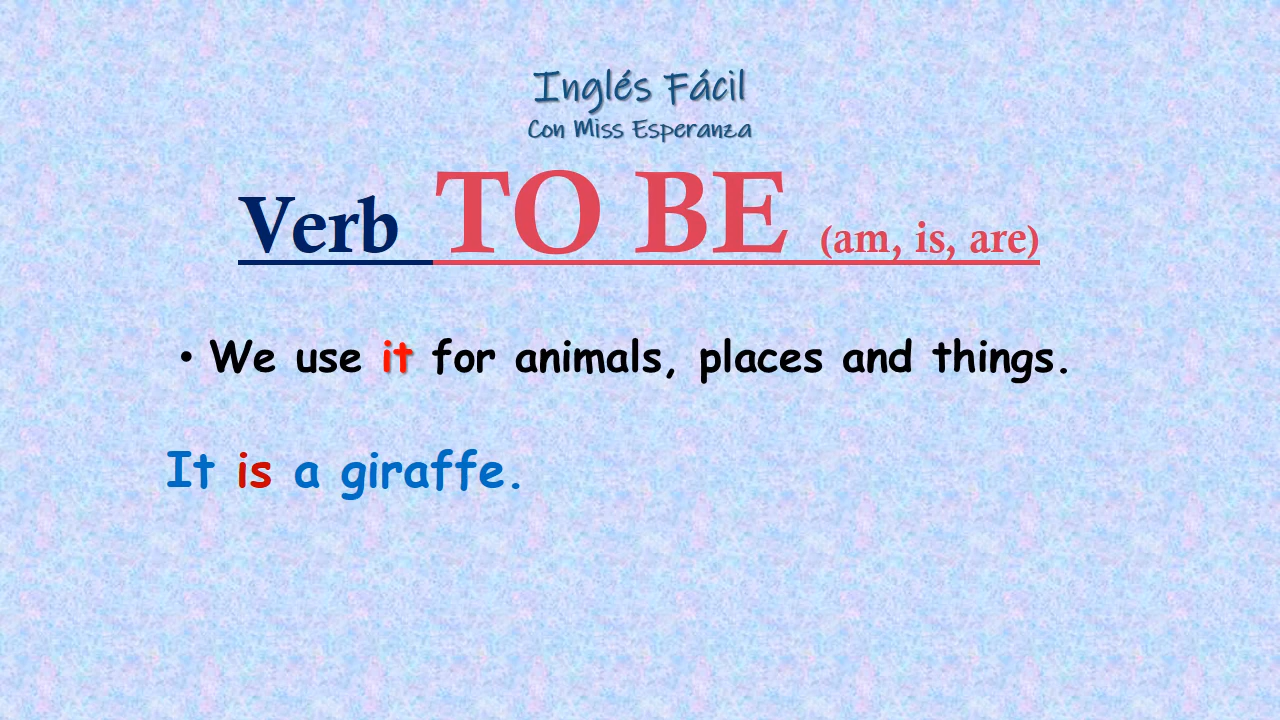 Inglés Fácil
Con Miss Esperanza
Verb TO BE (am, is, are)
• We use it for animals, places and things.
It is a giraffe.